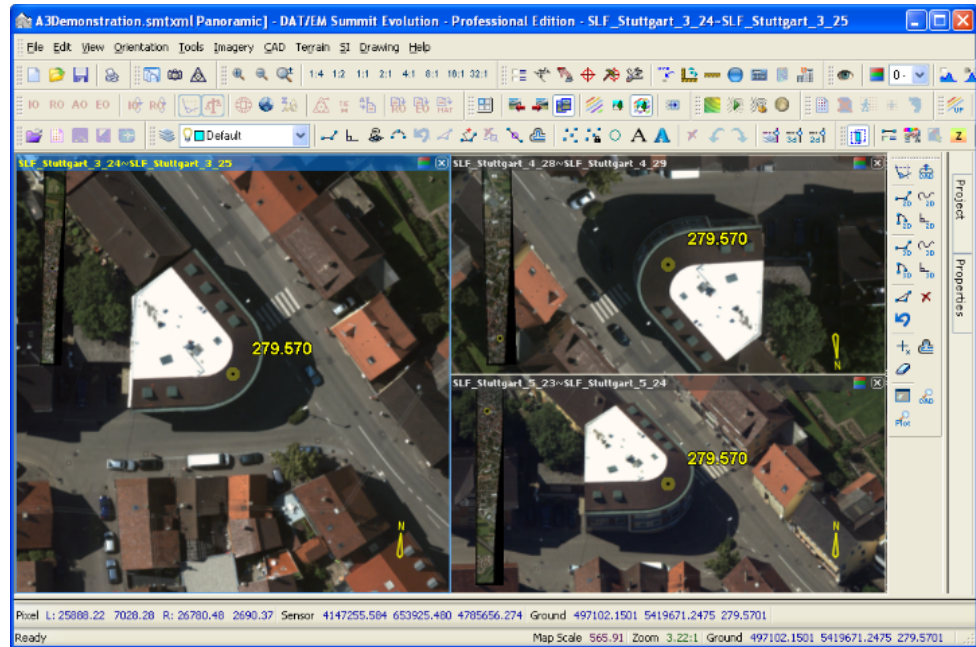 A3Demonstration.smtxml Panoramic] - DAT/EM Summit Evolution - Professional Edition - SLF_Stuttgart_3_24-SLF_Stuttgart_3_25
File Edit View Orientation Tools Imagery CAD Terrain SI Drawing Help
1:4 1:2 1:1 2:1 4:1 8:1 16:1 32:1 0 -
IO RO AO EO
Default
SLF_Stuttgart_3_24~SLF_Stuttgart_3_25
279.570
N
SLF_Stuttgart_4_28~SLF_Stuttgart_4_29
279.570
N
SLF_Stuttgart_5_23~SLF_Stuttgart_5_24
279.570
N
Project
Properties
Plot
Pixel L: 25888.22 7028.28 R: 26780.48 2690.37 Sensor 4147255.584 653925.480 4785656.274 Ground 497102.1501 5419671.2475 279.5701
Ready Map Scale 565.91 Zoom 3.22:1 Ground 497102.1501 5419671.2475 279.5701